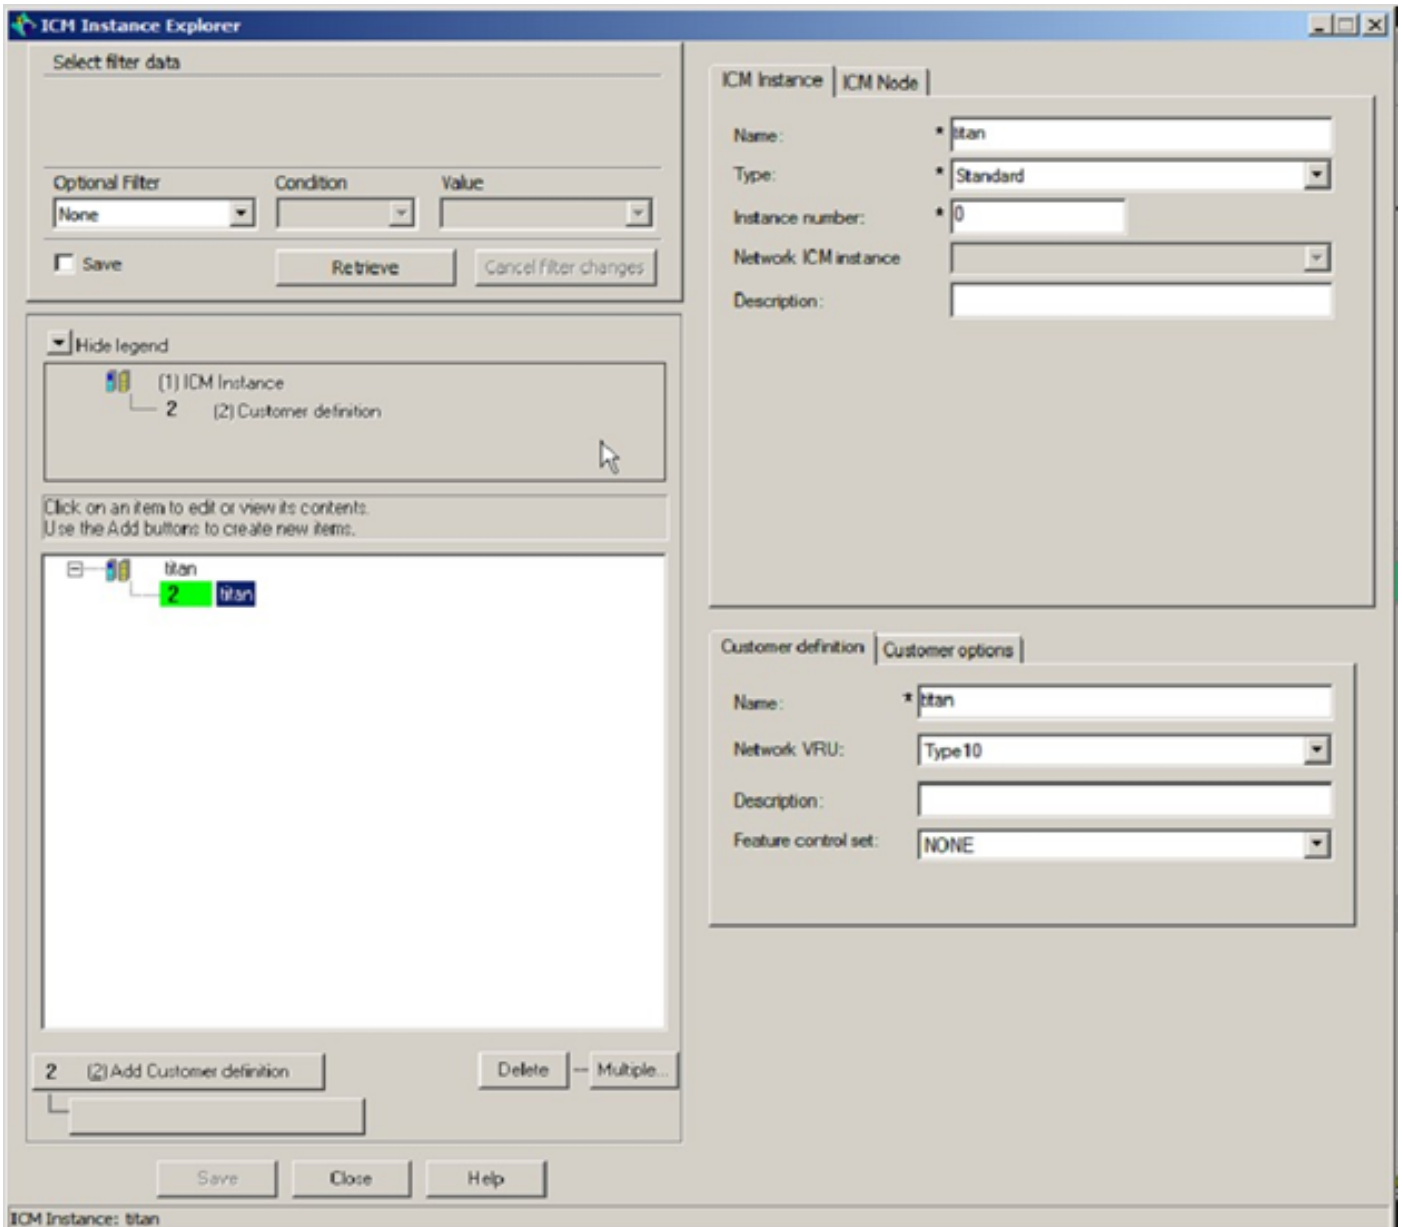 ICM Instance Explorer
Select filter data
Optional Filter Condition Value
None
Save Retrieve Cancel filter changes
Hide legend
(1) ICM Instance
2 (2) Customer definition
Click on an item to edit or view its contents.
Use the Add buttons to create new items.
titan
2 titan
2 (2) Add Customer definition Delete -- Multiple...
Save Close Help
ICM Instance: titan
ICM Instance ICM Node
Name: * titan
Type: * Standard
Instance number: * 0
Network ICM instance
Description:
Customer definition Customer options
Name: * titan
Network VRU: Type10
Description:
Feature control set: NONE